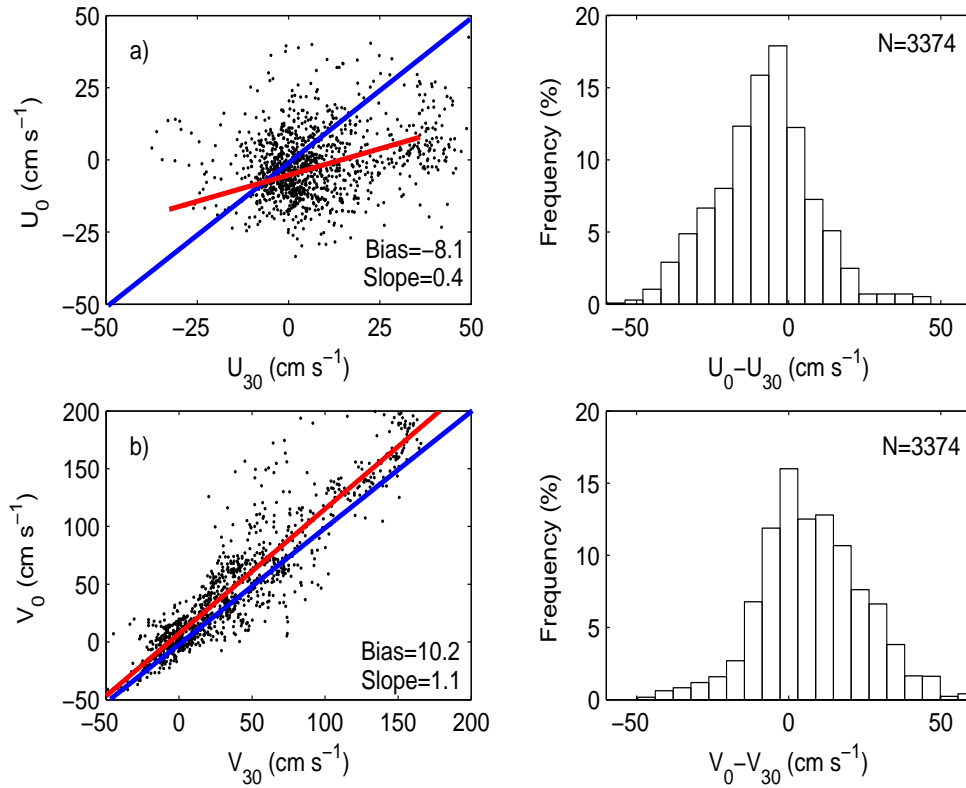 a)
50
25
0
−25
−50
U₀ (cm s⁻¹)
Bias=−8.1
Slope=0.4
−50 −25 0 25 50
U₃₀ (cm s⁻¹)
N=3374
20
15
10
5
0
Frequency (%)
−50 0 50
U₀−U₃₀ (cm s⁻¹)
b)
200
150
100
50
0
−50
V₀ (cm s⁻¹)
Bias=10.2
Slope=1.1
−50 0 50 100 150 200
V₃₀ (cm s⁻¹)
N=3374
20
15
10
5
0
Frequency (%)
−50 0 50
V₀−V₃₀ (cm s⁻¹)